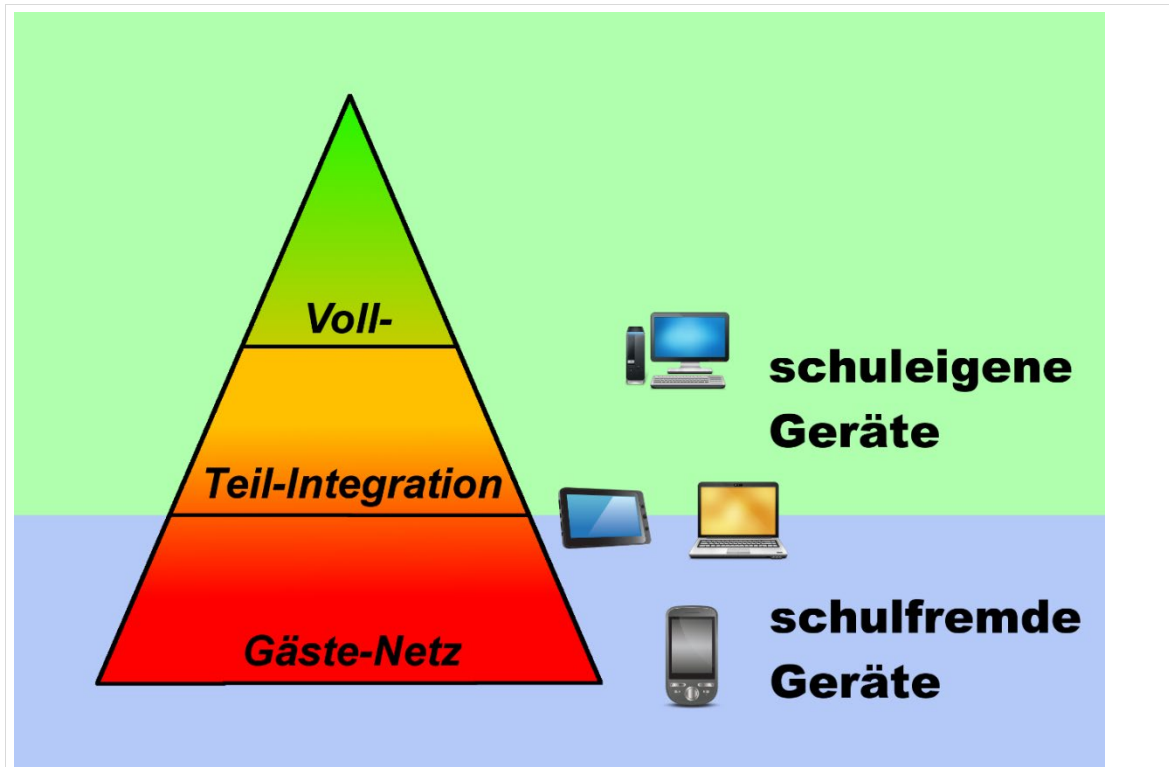 Voll-
schuleigene
Geräte
Teil-Integration
schulfremde
Gäste-Netz
Geräte